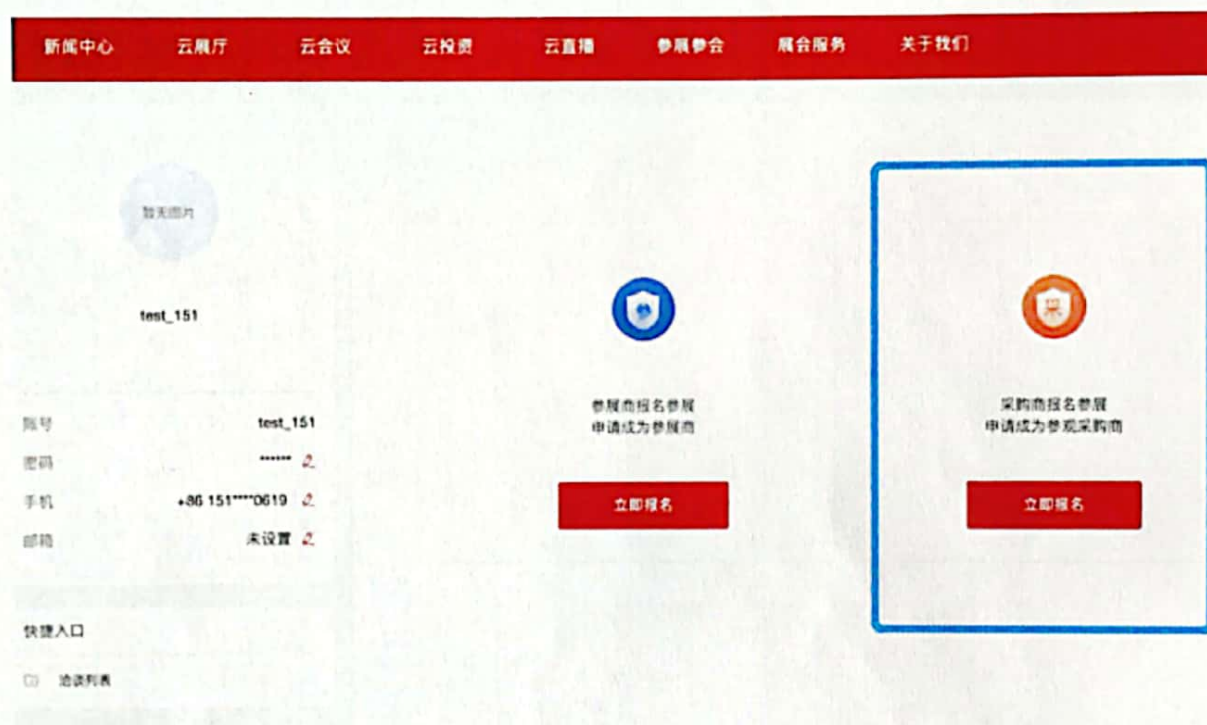 新闻中心 云展厅 云会议 云投资 云直播 参展参会 展会服务 关于我们
暂无图片
test_151
账号 test_151
密码 ******
手机 +86 151****0619
邮箱 未设置
快捷入口
洽谈列表
参
参展商报名参展
申请成为参展商
立即报名
采
采购商报名参展
申请成为参观采购商
立即报名